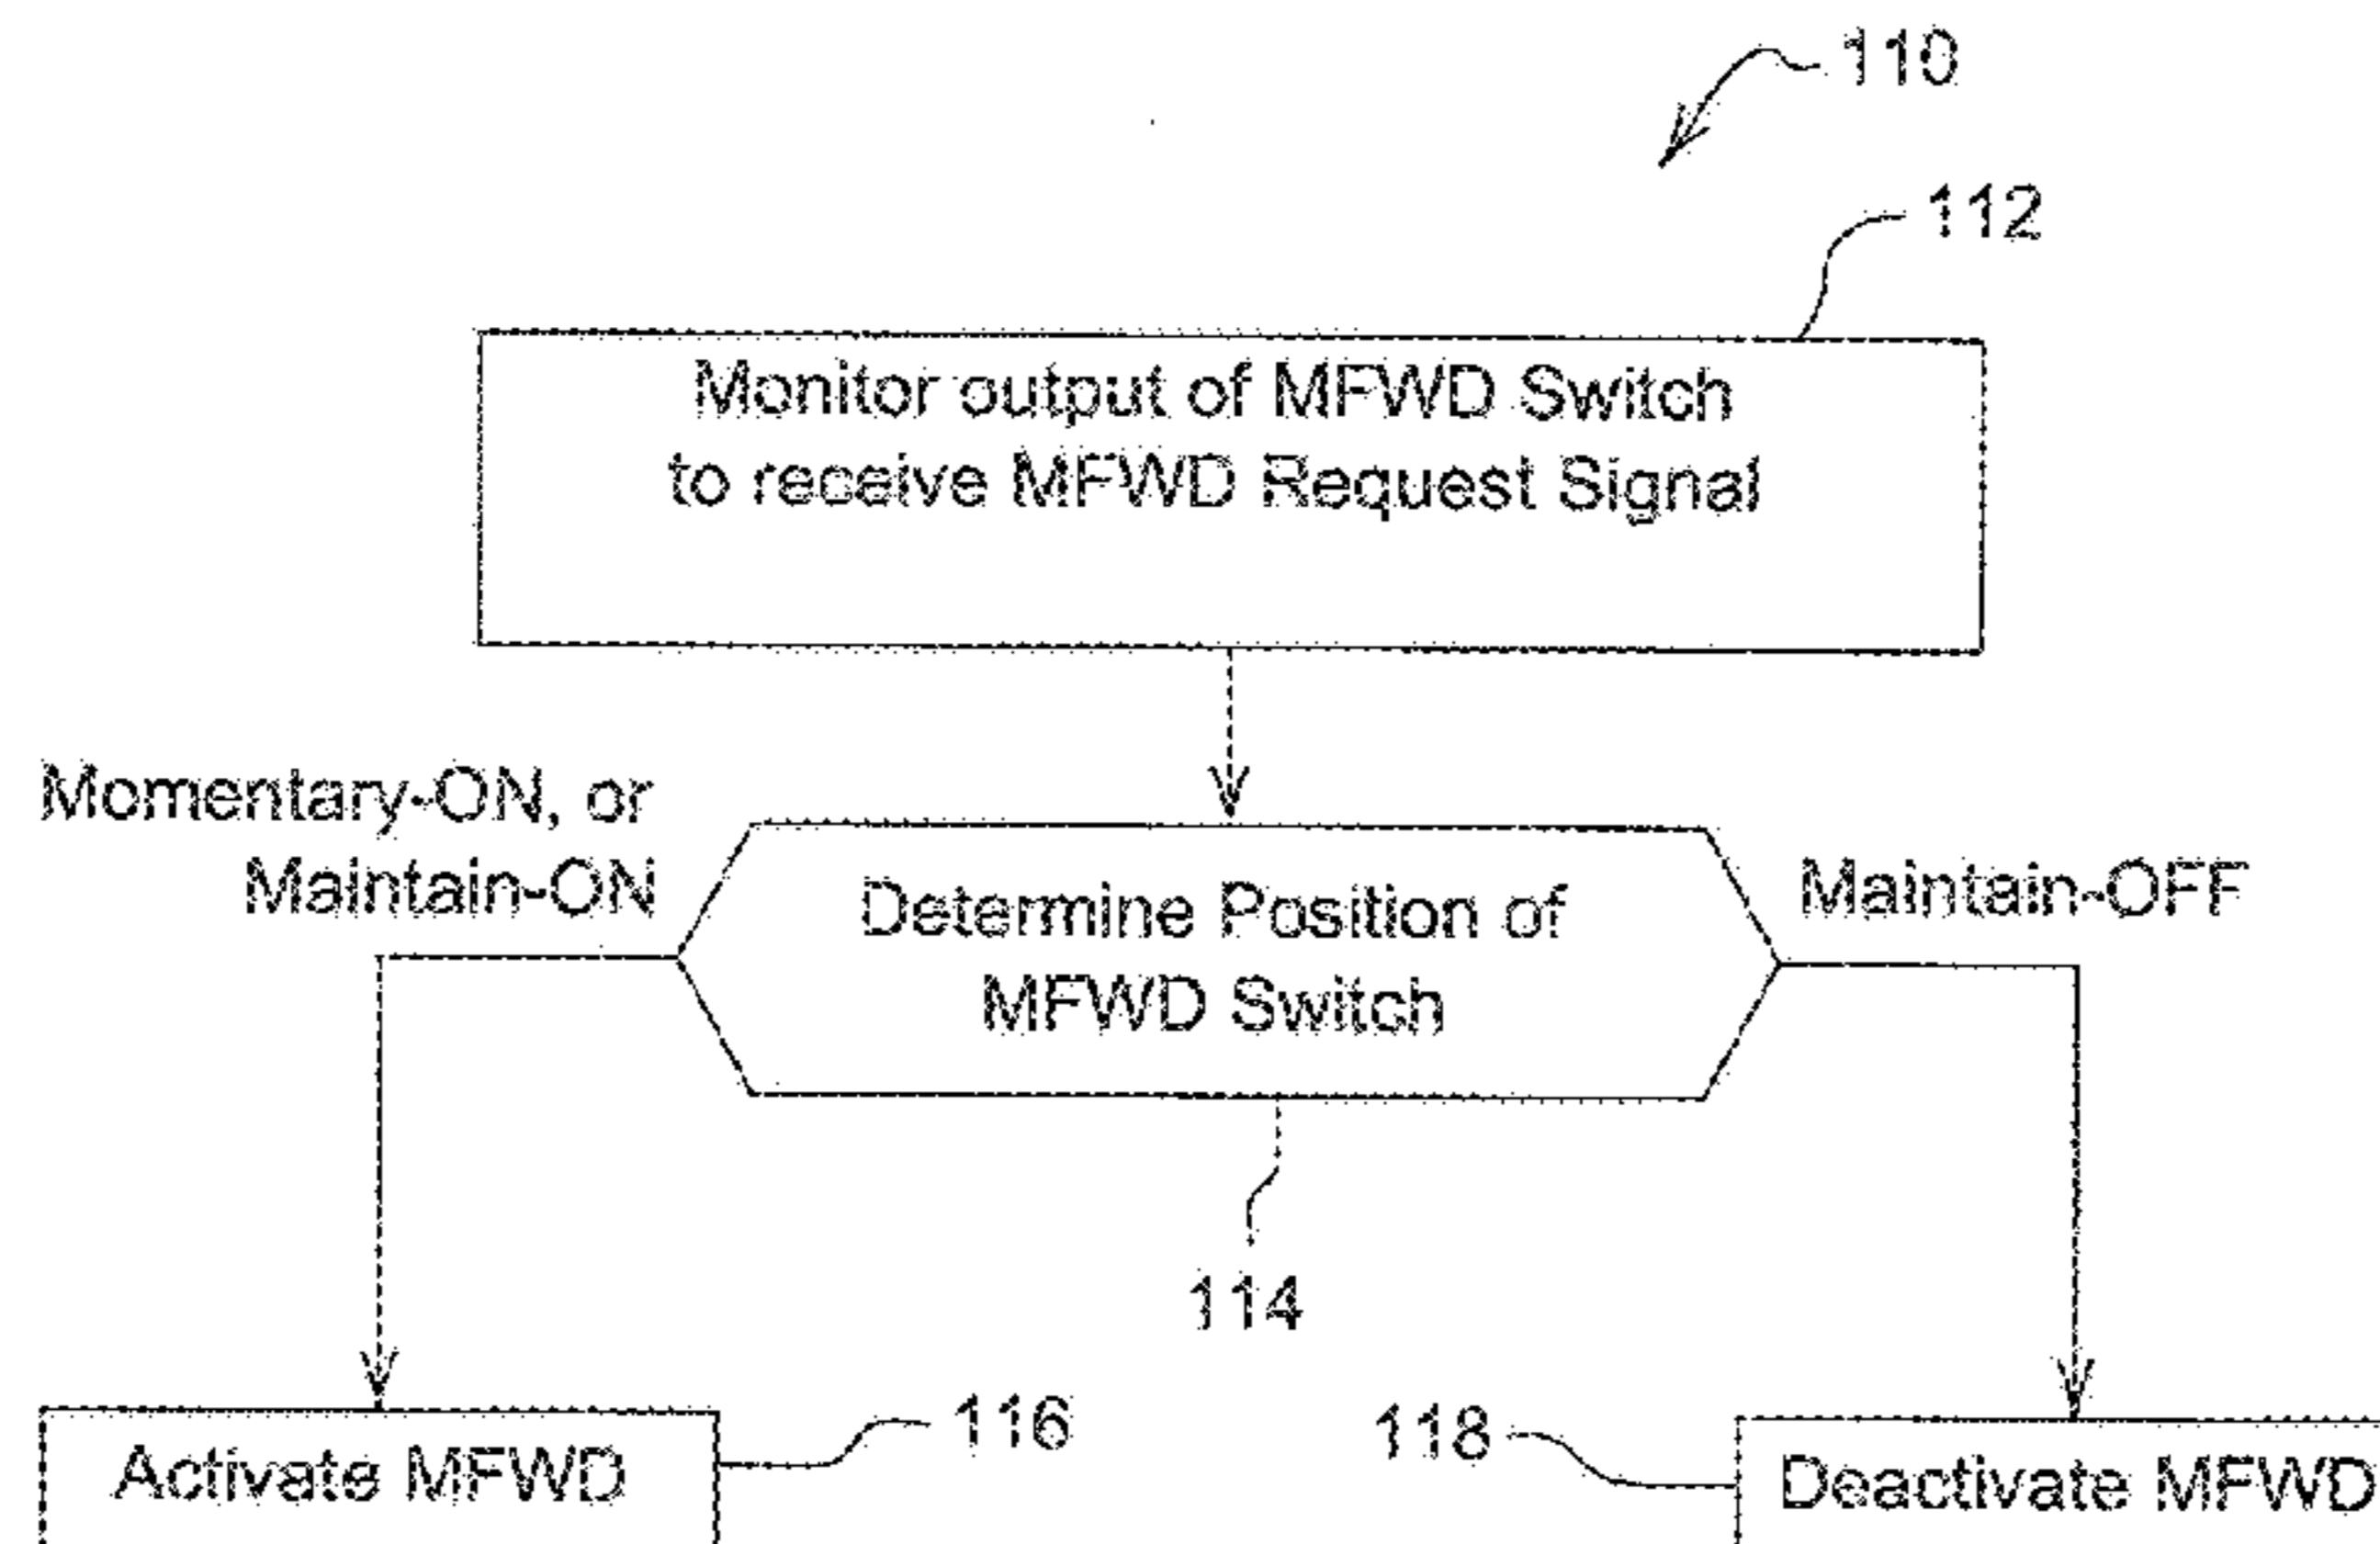 110
112
Monitor output of MFWD Switch
to receive MFWD Request Signal
Momentary-ON, or
Maintain-ON
Determine Position of
MFWD Switch
Maintain-OFF
114
116
118
Activate MFWD
Deactivate MFWD